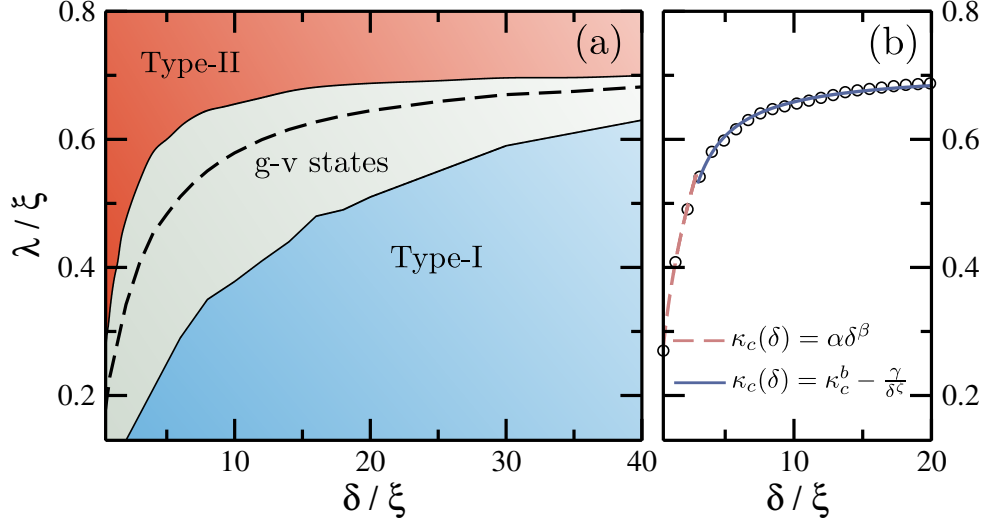 0.8 (a) (b) 0.8
Type-II
0.6 g-v states 0.6
λ / ξ
0.4 Type-I 0.4
κ_c(δ) = αδ^β
κ_c(δ) = κ_c^b − γ/δ^ζ
0.2 0.2
10 20 30 40 10 20
δ / ξ δ / ξ